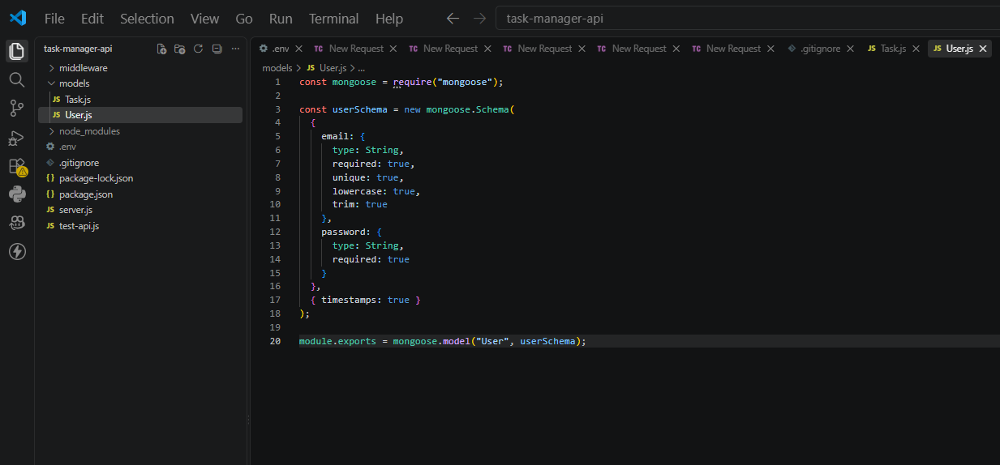 File Edit Selection View Go Run Terminal Help task-manager-api
task-manager-api
middleware
models
JS Task.js
JS User.js
node_modules
.env
.gitignore
{} package-lock.json
{} package.json
JS server.js
JS test-api.js
.env TC New Request TC New Request TC New Request TC New Request TC New Request .gitignore JS Task.js JS User.js
models > JS User.js > ...
1 const mongoose = require("mongoose");
2
3 const userSchema = new mongoose.Schema(
4 {
5 email: {
6 type: String,
7 required: true,
8 unique: true,
9 lowercase: true,
10 trim: true
11 },
12 password: {
13 type: String,
14 required: true
15 }
16 },
17 { timestamps: true }
18 );
19
20 module.exports = mongoose.model("User", userSchema);